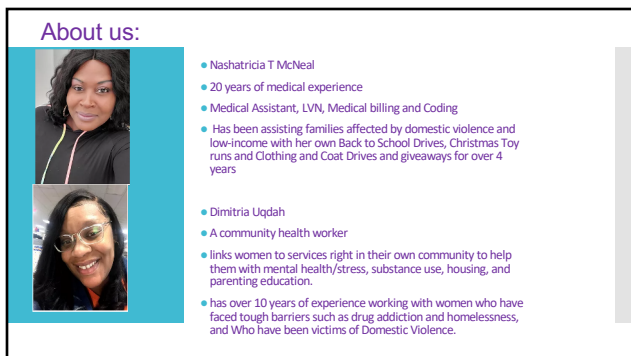 About us:
Nashatricia T McNeal
20 years of medical experience
Medical Assistant, LVN, Medical billing and Coding
Has been assisting families affected by domestic violence and
low-income with her own Back to School Drives, Christmas Toy
runs and Clothing and Coat Drives and giveaways for over 4
years
Dimitria Uqdah
A community health worker
links women to services right in their own community to help
them with mental health/stress, substance use, housing, and
parenting education.
has over 10 years of experience working with women who have
faced tough barriers such as drug addiction and homelessness,
and Who have been victims of Domestic Violence.